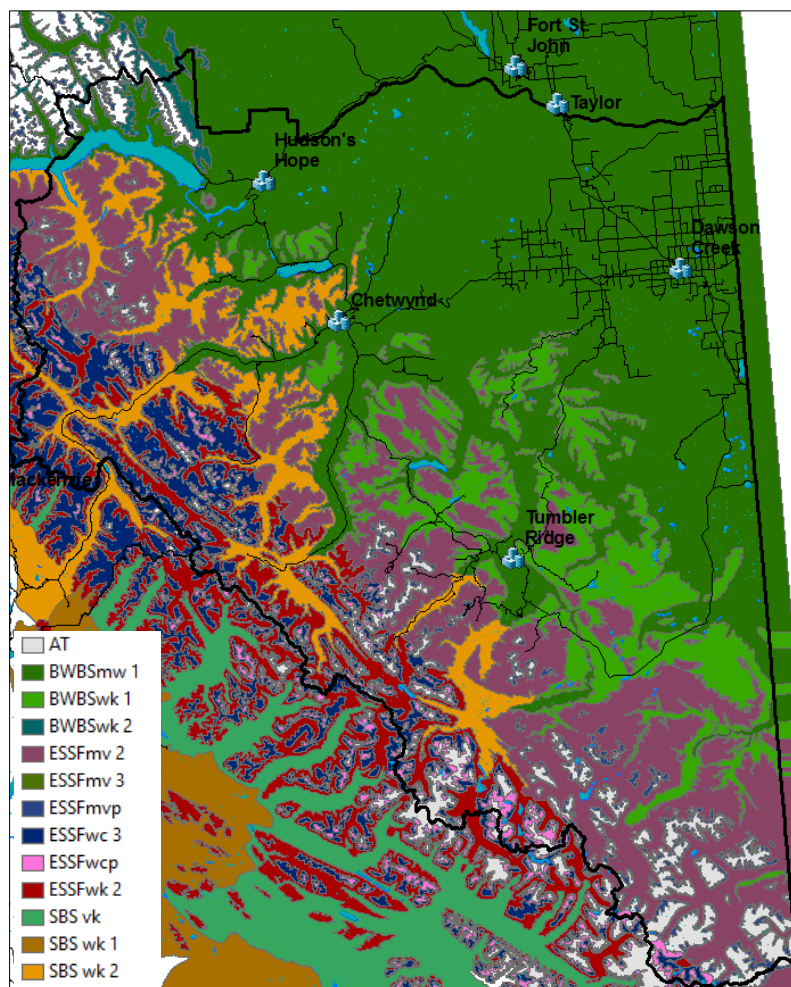 Fort St
John
Taylor
Hudson's
Hope
Dawson
Creek
Chetwynd
Mackenzie
Tumbler
Ridge
AT
BWBSmw 1
BWBSwk 1
BWBSwk 2
ESSFmv 2
ESSFmv 3
ESSFmvp
ESSFwc 3
ESSFwcp
ESSFwk 2
SBS vk
SBS wk 1
SBS wk 2